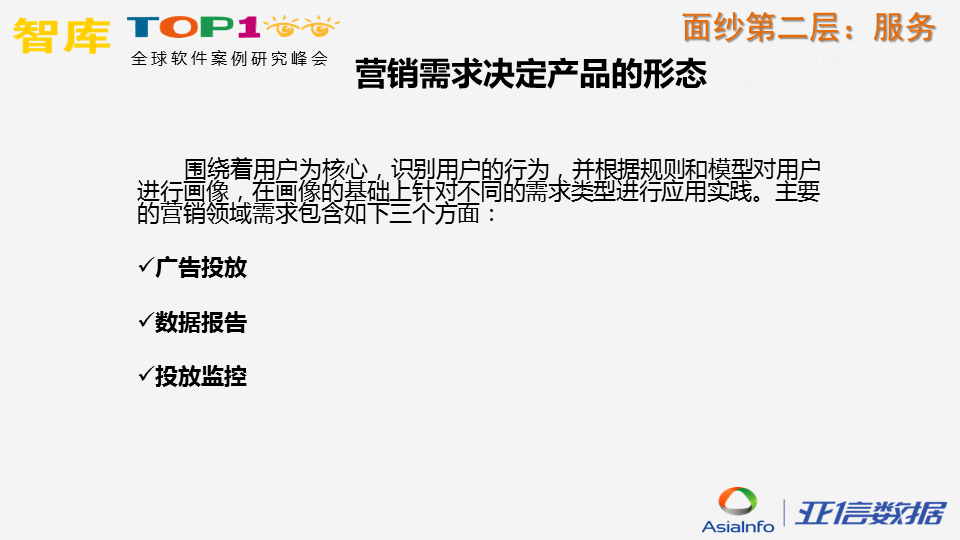 智库
TOP1
全球软件案例研究峰会
面纱第二层：服务
营销需求决定产品的形态
围绕着用户为核心，识别用户的行为，并根据规则和模型对用户
进行画像，在画像的基础上针对不同的需求类型进行应用实践。主要
的营销领域需求包含如下三个方面：
✓广告投放
✓数据报告
✓投放监控
AsiaInfo
亚信数据